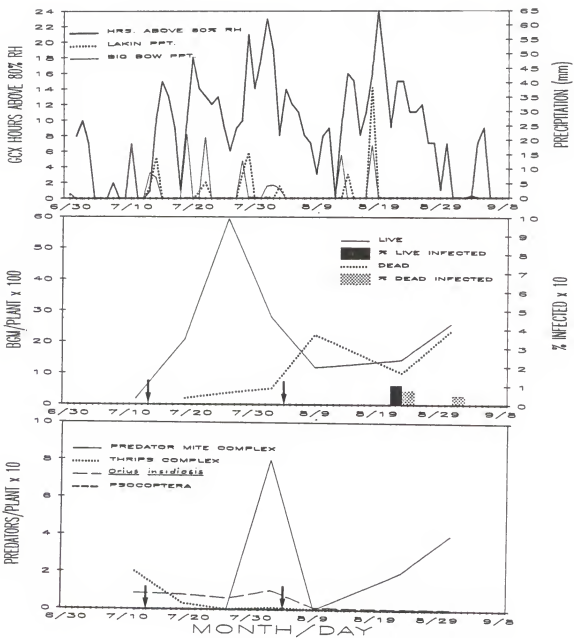 GCX HOURS ABOVE 80% RH
24
22
20
18
16
14
12
10
8
6
4
2
0
HRS. ABOVE 80% RH
LAKIN PPT.
BIG BOW PPT.
65
60
55
50
45
40
35
30
25
20
15
10
5
0
PRECIPITATION (mm)
6/30 7/10 7/20 7/30 8/9 8/19 8/29 9/8
BGM/PLANT x 100
60
50
40
30
20
10
0
LIVE
% LIVE INFECTED
DEAD
% DEAD INFECTED
10
9
8
7
6
5
4
3
2
1
0
% INFECTED x 10
6/30 7/10 7/20 7/30 8/9 8/19 8/29 9/8
PREDATORS/PLANT x 10
10
8
6
4
2
0
PREDATOR MITE COMPLEX
THRIPS COMPLEX
Orius insidiosis
PSOCOPTERA
6/30 7/10 7/20 7/30 8/9 8/19 8/29 9/8
MONTH/DAY